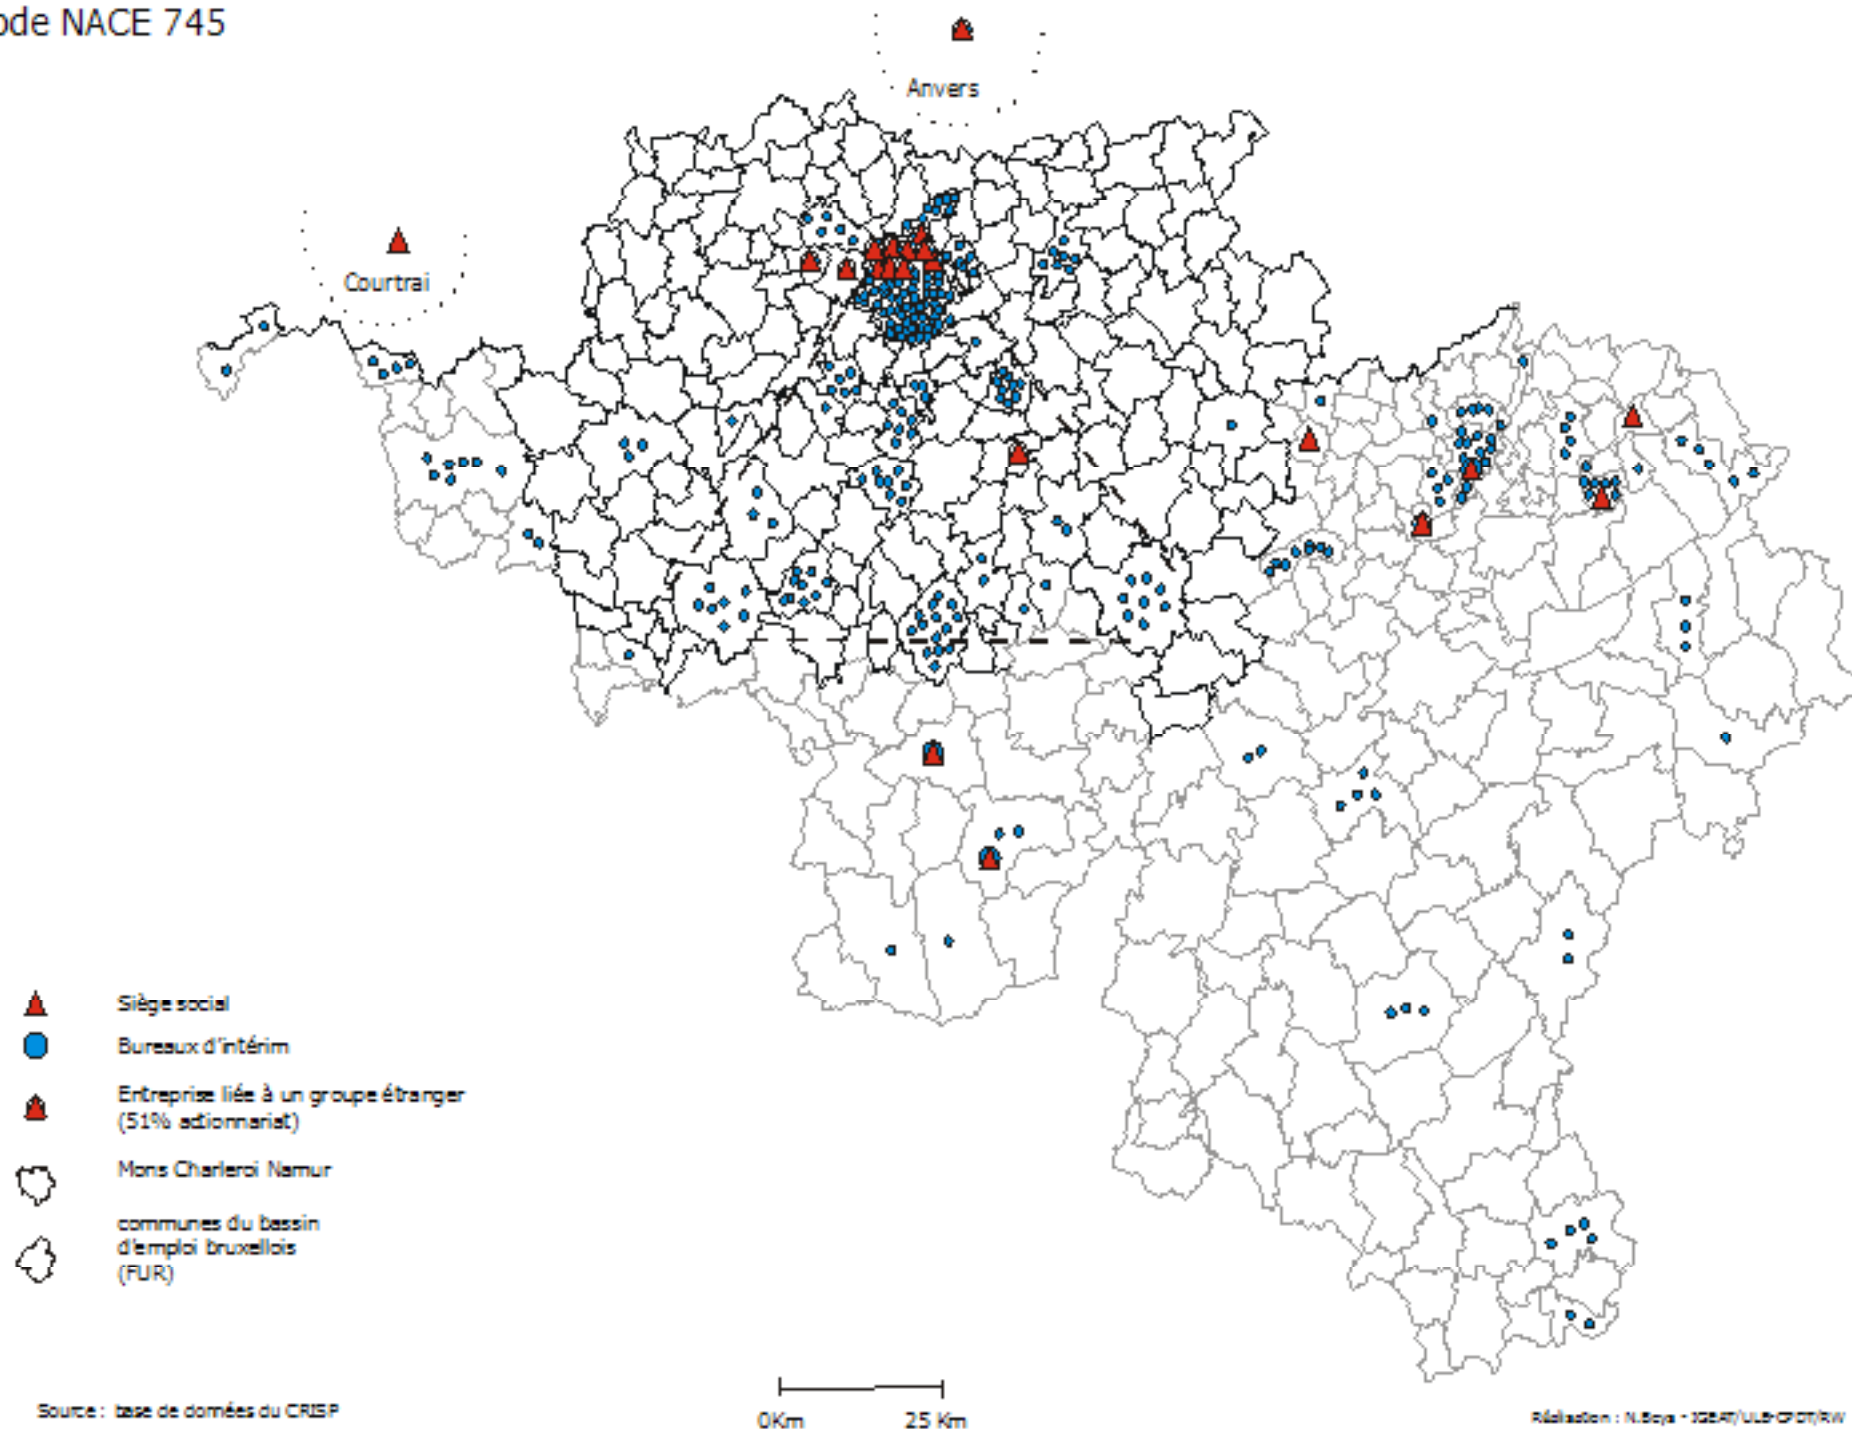 ode NACE 745
Anvers
Courtrai
Siège social
Bureaux d'intérim
Entreprise liée à un groupe étranger
(51% actionnariat)
Mons Charleroi Namur
communes du bassin
d'emploi bruxellois
(FUR)
Source : base de données du CRISP
0Km 25 Km
Réalisation : N.Boya - IGEAT/ULB-CPDT/RW